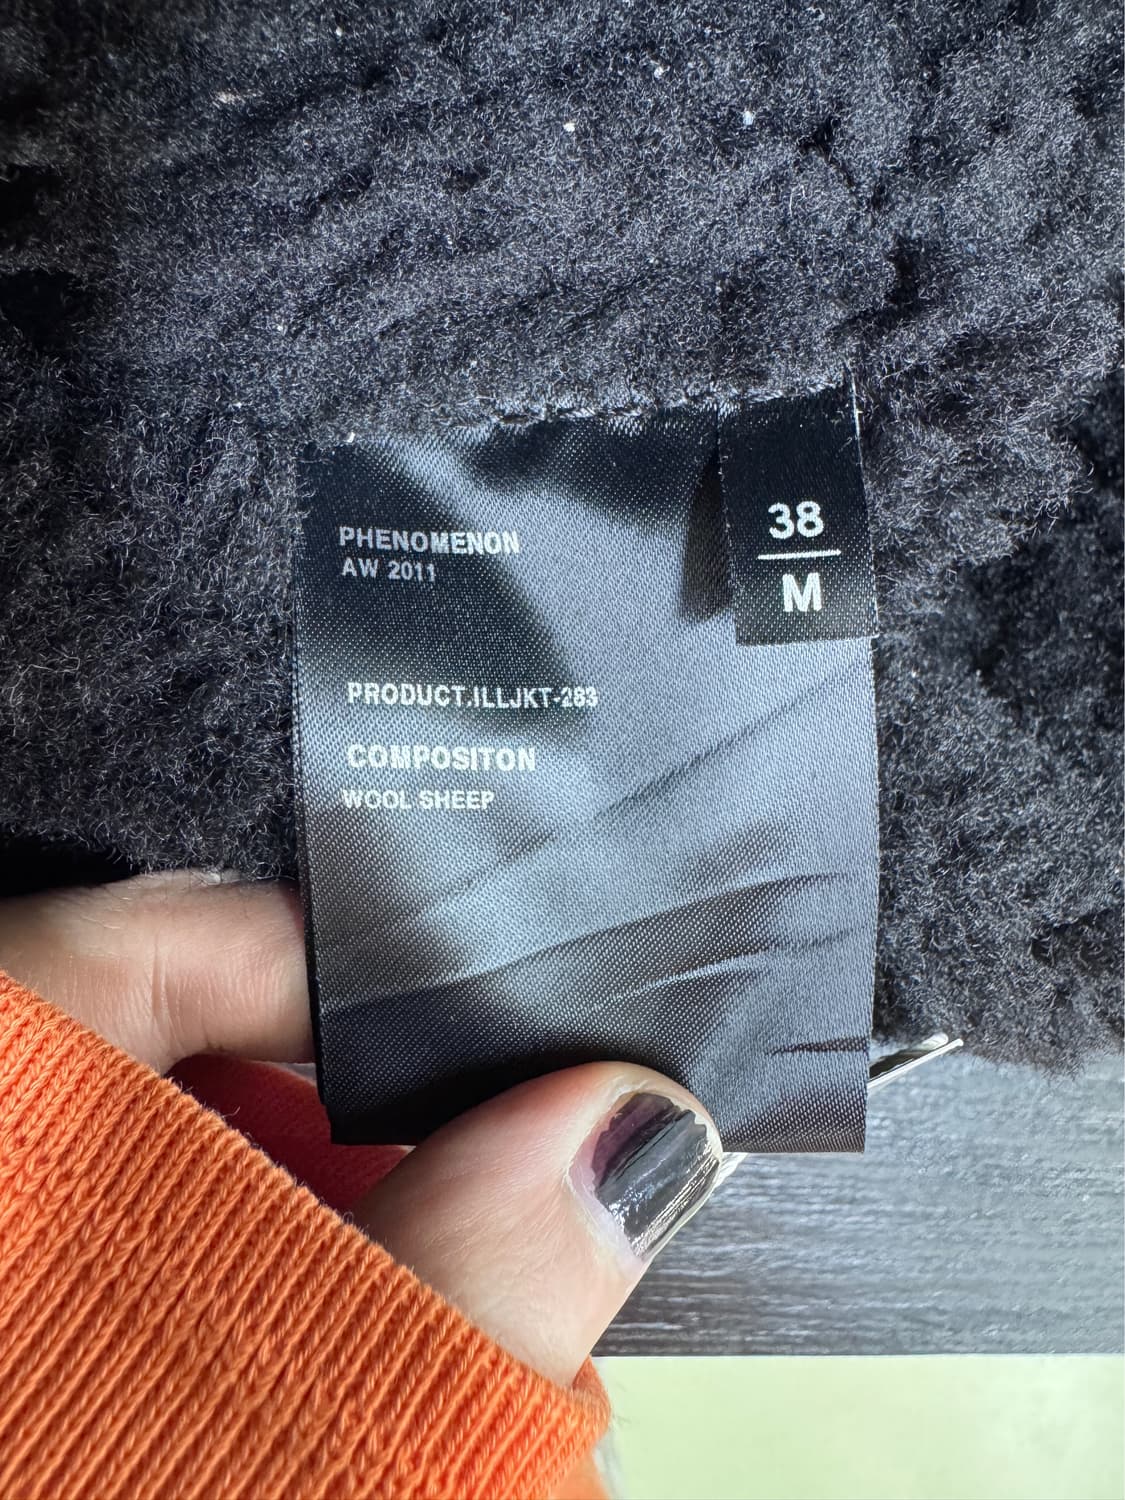 PHENOMENON
AW 2011
PRODUCT.ILLJKT-283
COMPOSITON
WOOL SHEEP
38
M